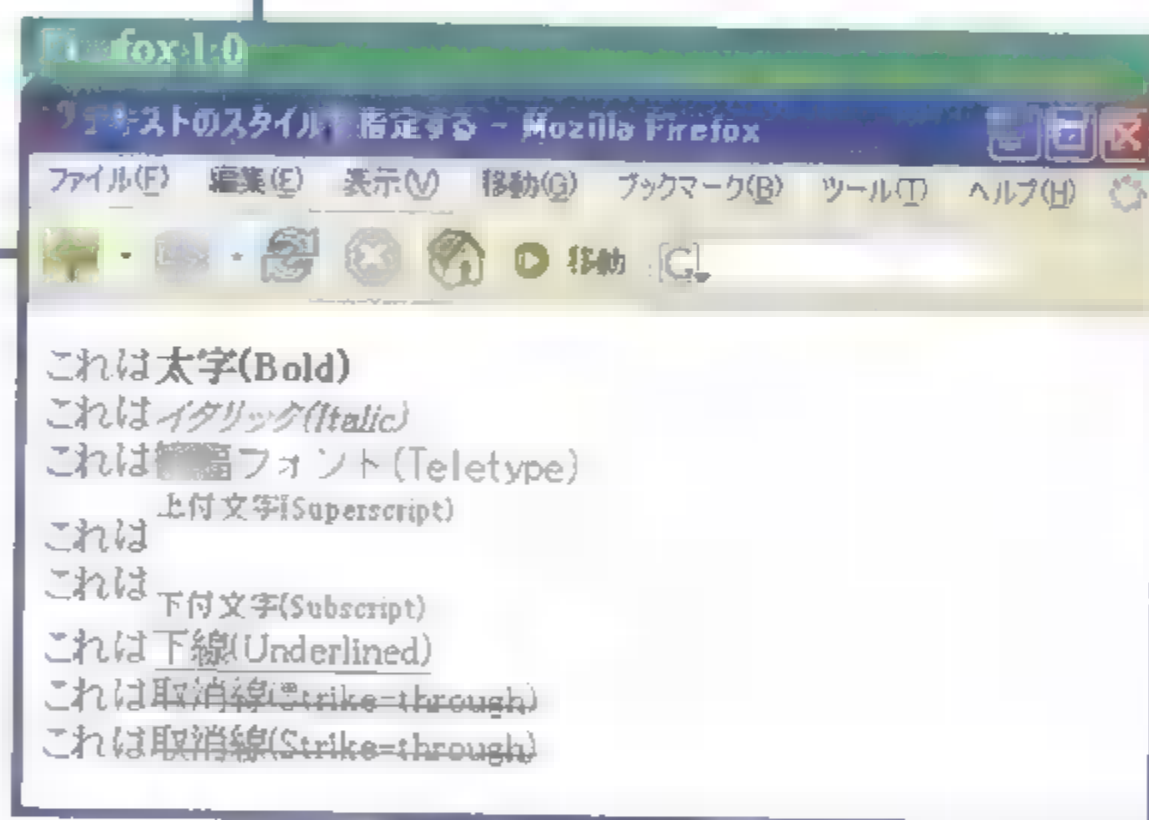 fox 1.0
ストのスタイル 指定する - Mozilla Firefox
ファイル(F) 編集(E) 表示(V) 移動(G) ブックマーク(B) ツール(T) ヘルプ(H)
移動 G
これは太字(Bold)
これはイタリック(Italic)
これは フォント(Teletype)
上付文字(Superscript)
これは
これは
下付文字(Subscript)
これは下線(Underlined)
これは取消線(Strike-through)
これは取消線(Strike-through)